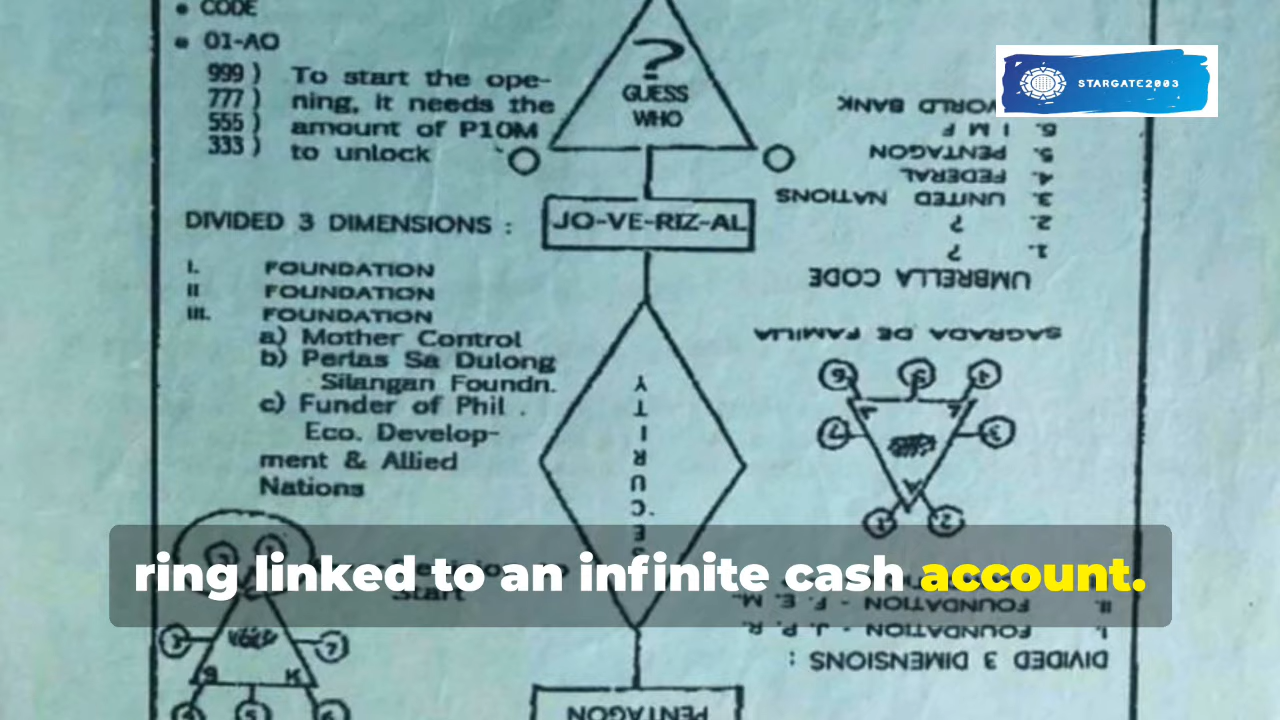 • CODE
• 01-AO
999 ) To start the ope-
777 ) ning, it needs the
555 ) amount of P10M
333 ) to unlock
DIVIDED 3 DIMENSIONS :
I. FOUNDATION
II FOUNDATION
III. FOUNDATION
a) Mother Control
b) Perlas Sa Dulong
Silangan Foundn.
c) Funder of Phil .
Eco. Develop-
ment & Allied
Nations
Start
?
GUESS
WHO
JO-VE-RIZ-AL
SECURITY
PENTAGON
STARGATE2003
DIVIDED 3 DIMENSIONS :
I. FOUNDATION - J. P. R.
II FOUNDATION - F. E. M.
SAGRADA DE FAMILIA
UMBRELLA CODE
1. ?
2. ?
3. UNITED NATIONS
4. FEDERAL
5. PENTAGON
6. I M F
WORLD BANK
ring linked to an infinite cash account.